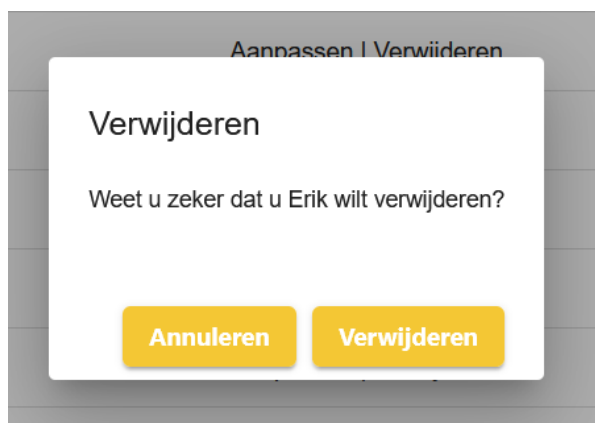 Aanpassen | Verwijderen
Verwijderen
Weet u zeker dat u Erik wilt verwijderen?
Annuleren
Verwijderen